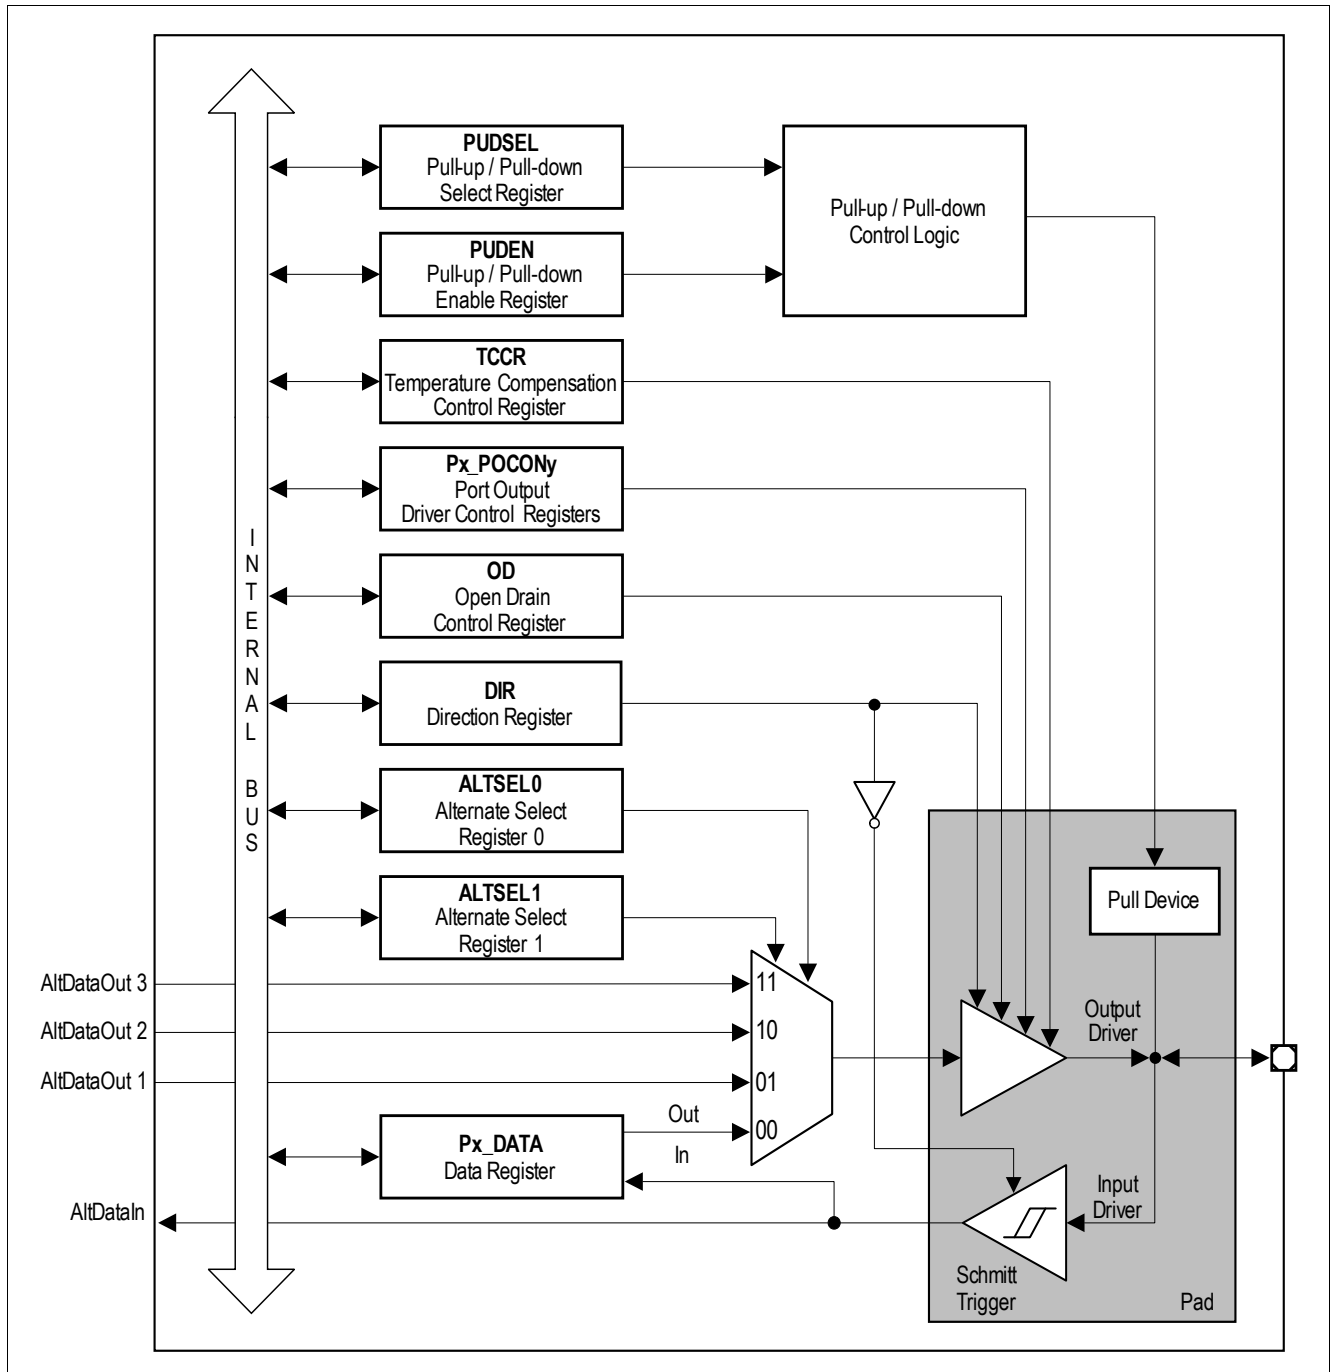 PUDSEL
Pull-up / Pull-down
Select Register
Pull-up / Pull-down
Control Logic
PUDEN
Pull-up / Pull-down
Enable Register
TCCR
Temperature Compensation
Control Register
Px_POCONy
Port Output
Driver Control Registers
OD
Open Drain
Control Register
INTERNAL BUS
DIR
Direction Register
ALTSEL0
Alternate Select
Register 0
ALTSEL1
Alternate Select
Register 1
Pull Device
AltDataOut 3
11
AltDataOut 2
10
Output
Driver
AltDataOut 1
01
Out
00
Px_DATA
Data Register
In
AltDataIn
Input
Driver
Schmitt
Trigger
Pad